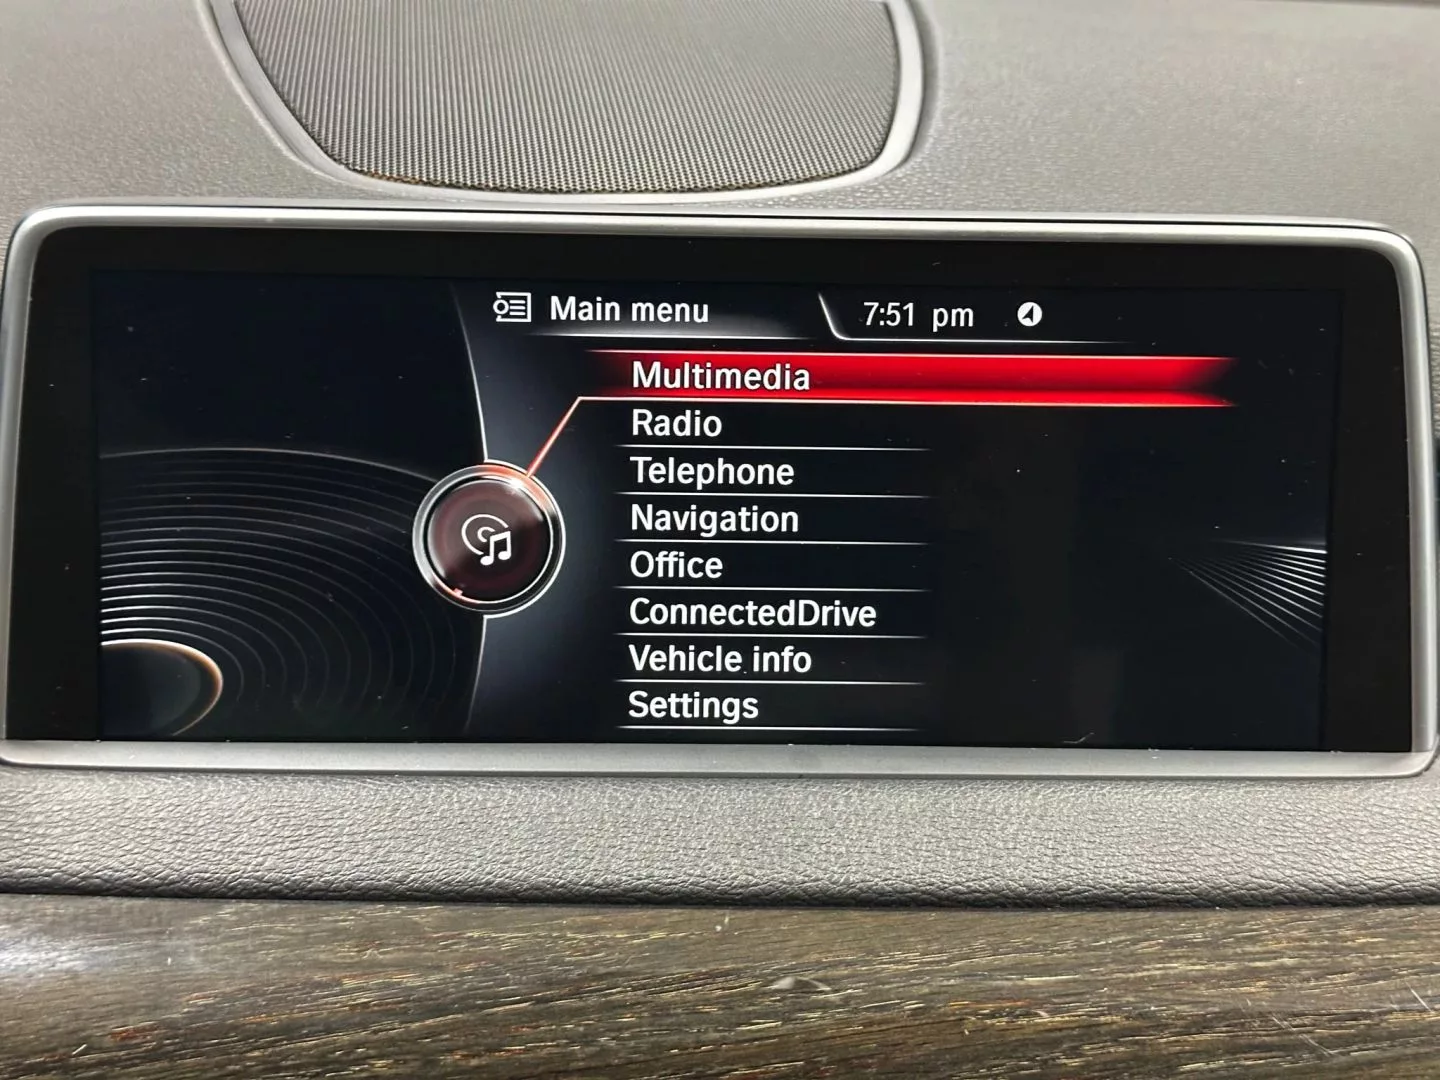 Main menu
7:51 pm
Multimedia
Radio
Telephone
Navigation
Office
ConnectedDrive
Vehicle info
Settings